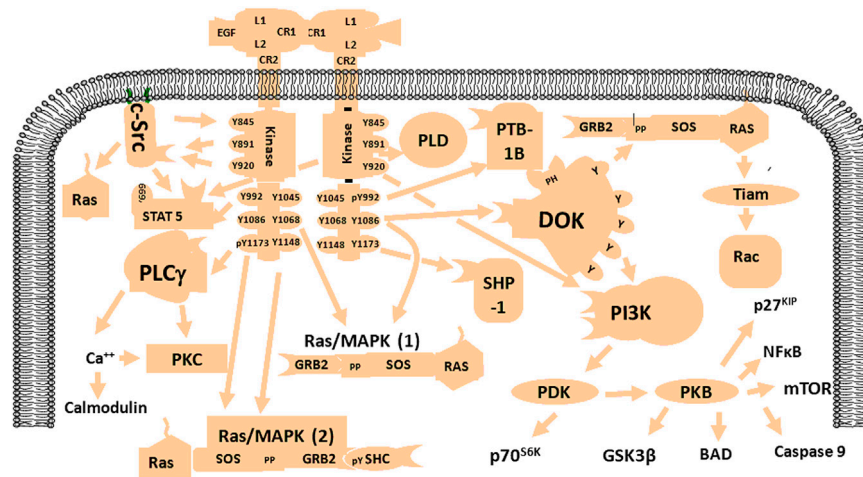 L1
L1
EGF
CR1
CR1
L2
L2
CR2
CR2
c-Src
Y845
Y891
Y920
Kinase
Kinase
Y845
Y891
Y920
PLD
PTB-
1B
GRB2
PP
SOS
RAS
Ras
STAT 5
Y992
Y1045
Y1086
Y1068
pY1173
Y1148
Y1045
pY992
Y1068
Y1086
Y1148
Y1173
PH
Y
Y
Y
Y
Y
DOK
Tiam
Rac
PLCγ
SHP
-1
PI3K
p27KIP
Ca++
PKC
Calmodulin
Ras/MAPK (1)
GRB2
PP
SOS
RAS
NFκB
mTOR
PDK
PKB
Ras/MAPK (2)
Ras
SOS
PP
GRB2
pY SHC
p70S6K
GSK3β
BAD
Caspase 9